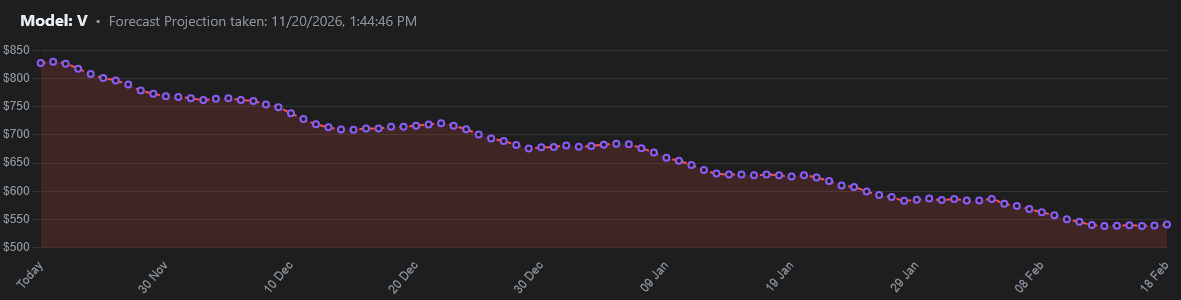 Model: V • Forecast Projection taken: 11/20/2026, 1:44:46 PM
$850
$800
$750
$700
$650
$600
$550
$500
Today
30 Nov
10 Dec
20 Dec
30 Dec
09 Jan
19 Jan
29 Jan
08 Feb
18 Feb